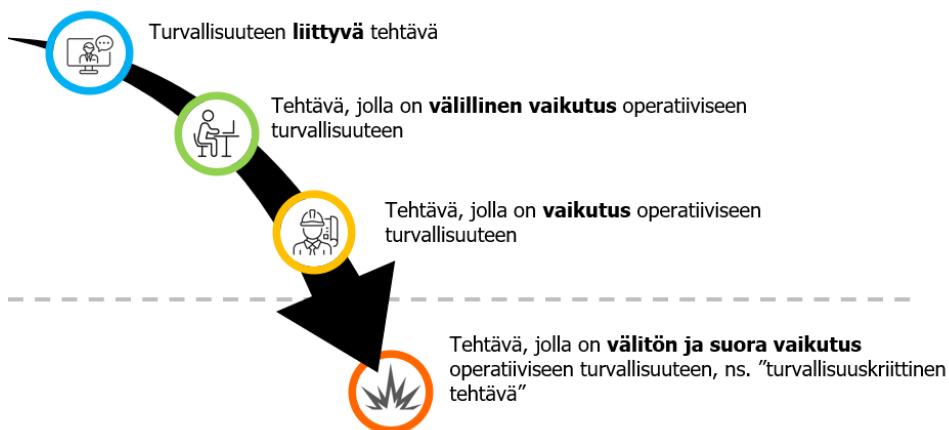 Turvallisuuteen liittyvä tehtävä
Tehtävä, jolla on välillinen vaikutus operatiiviseen
turvallisuuteen
Tehtävä, jolla on vaikutus operatiiviseen
turvallisuuteen
Tehtävä, jolla on välitön ja suora vaikutus
operatiiviseen turvallisuuteen, ns. ”turvallisuuskriittinen
tehtävä”